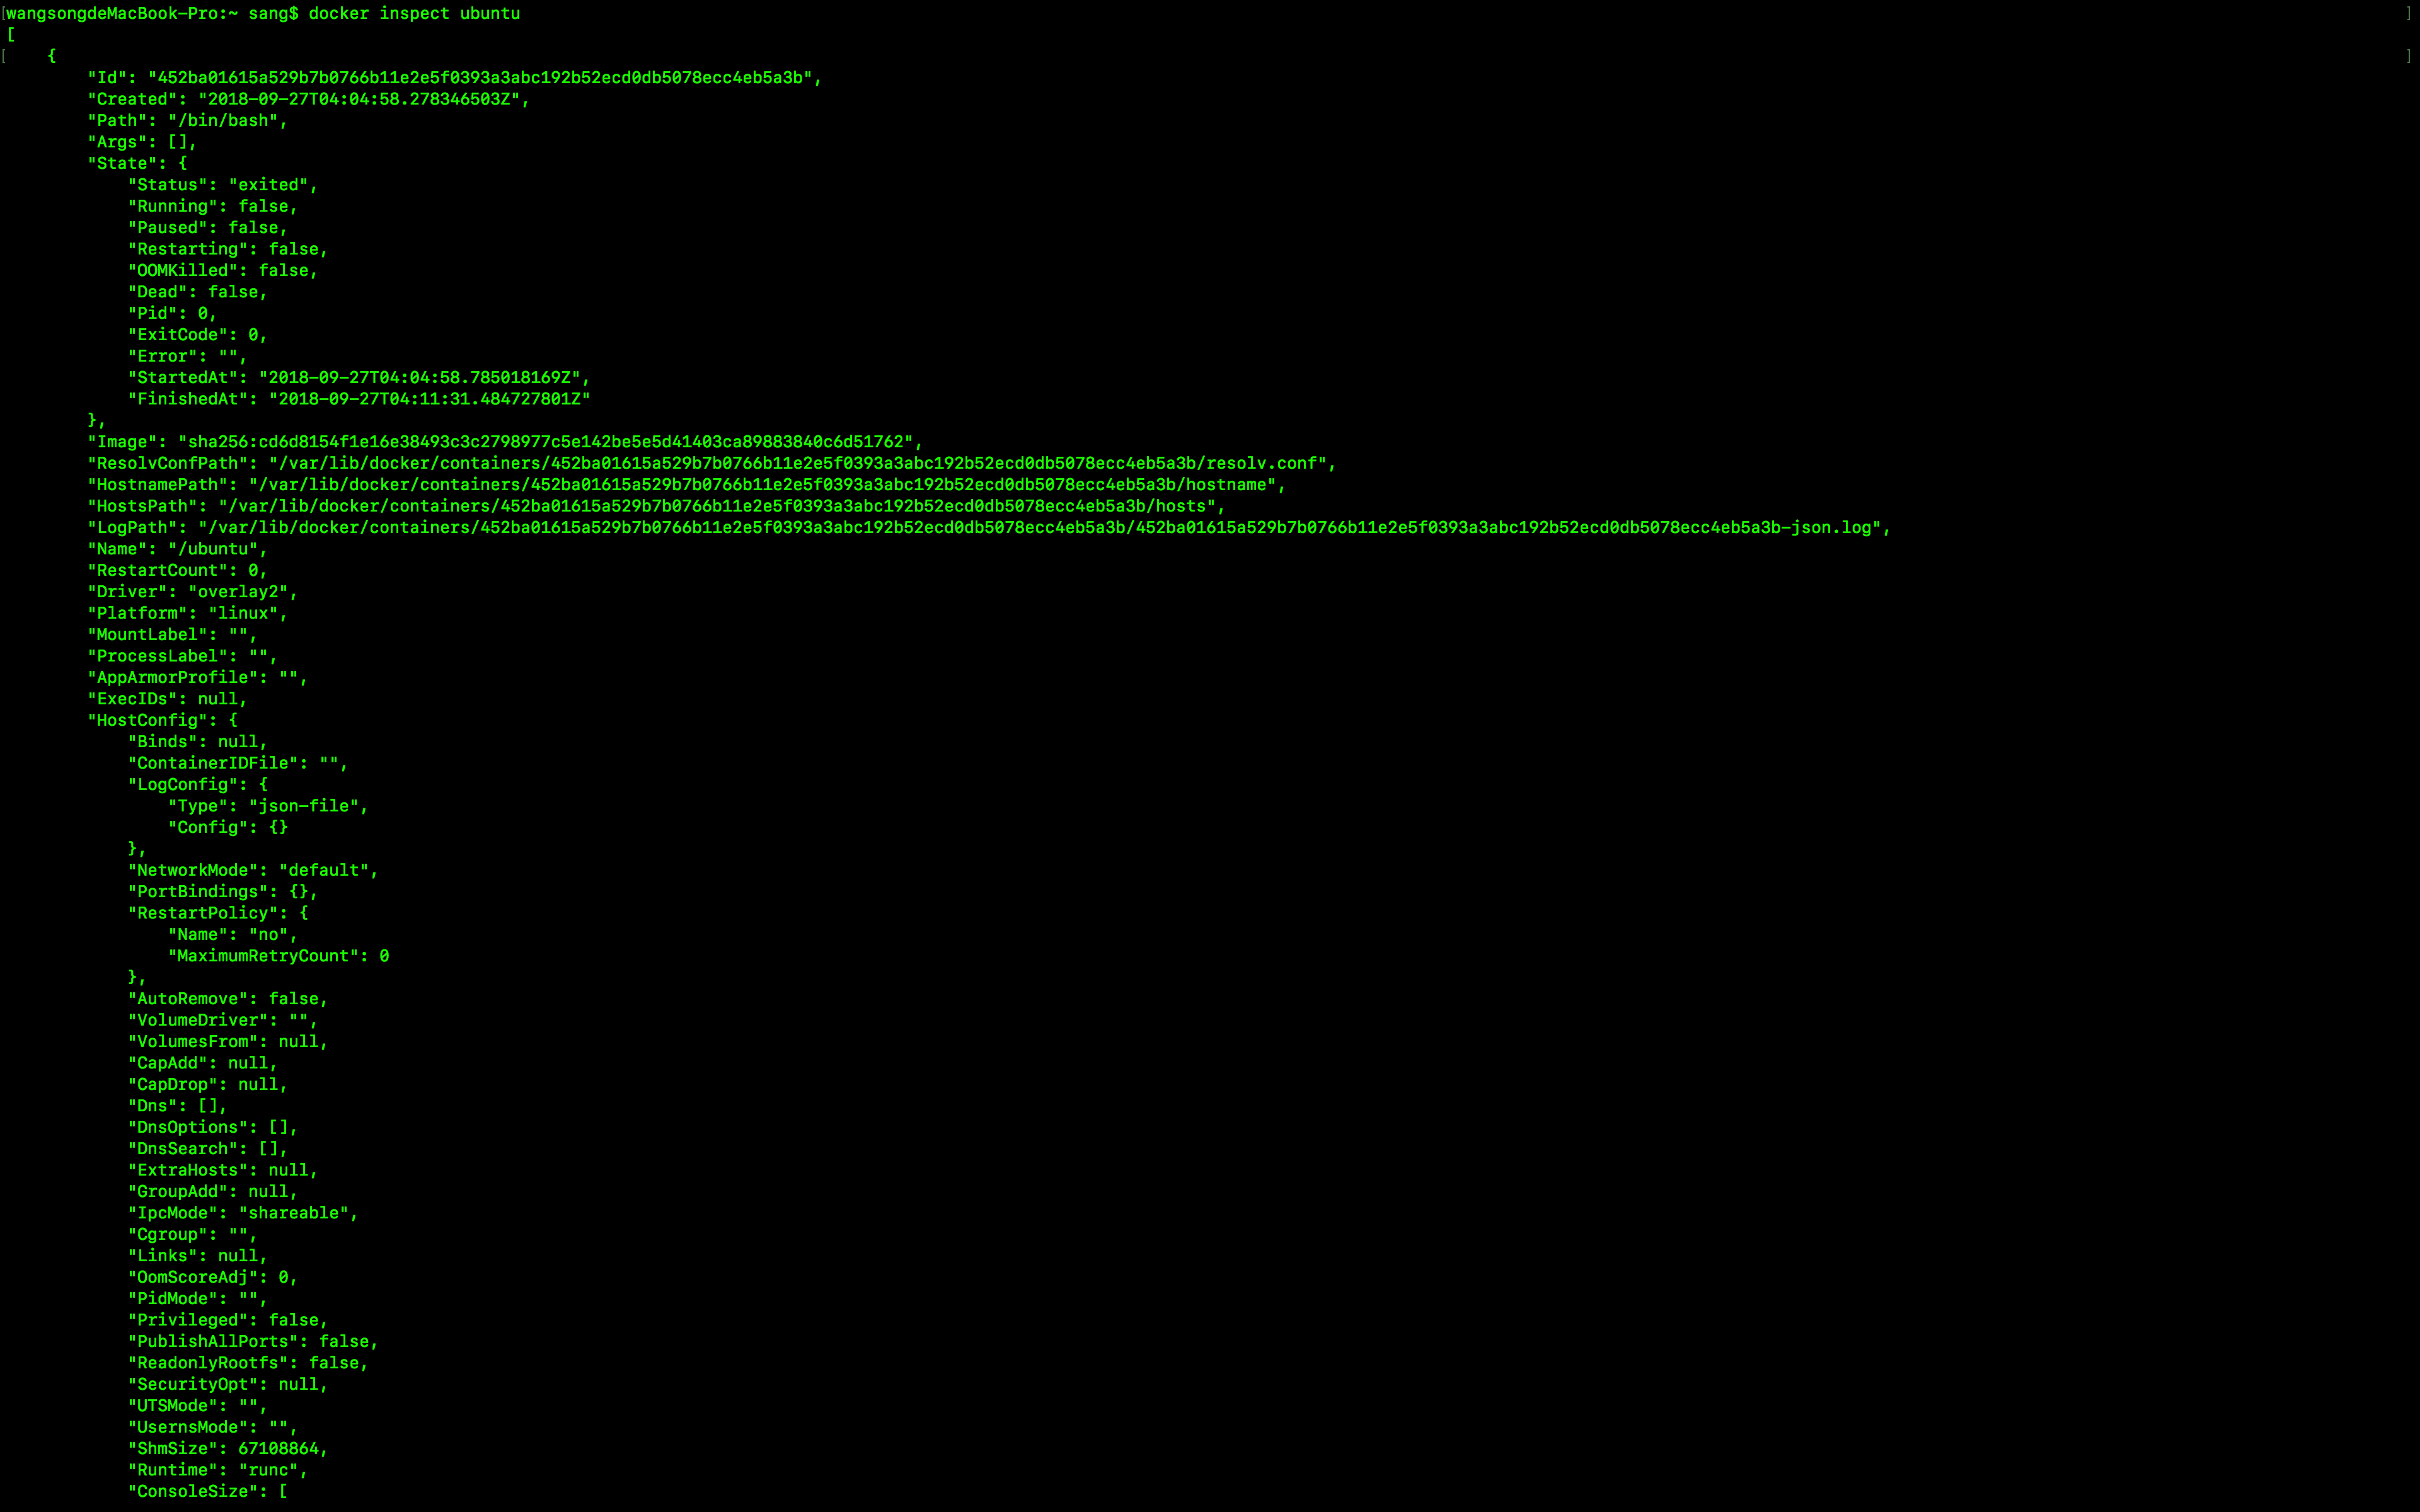 [wangsongdeMacBook-Pro:~ sang$ docker inspect ubuntu ]
[
[    { ]
        "Id": "452ba01615a529b7b0766b11e2e5f0393a3abc192b52ecd0db5078ecc4eb5a3b",
        "Created": "2018-09-27T04:04:58.278346503Z",
        "Path": "/bin/bash",
        "Args": [],
        "State": {
            "Status": "exited",
            "Running": false,
            "Paused": false,
            "Restarting": false,
            "OOMKilled": false,
            "Dead": false,
            "Pid": 0,
            "ExitCode": 0,
            "Error": "",
            "StartedAt": "2018-09-27T04:04:58.785018169Z",
            "FinishedAt": "2018-09-27T04:11:31.484727801Z"
        },
        "Image": "sha256:cd6d8154f1e16e38493c3c2798977c5e142be5e5d41403ca89883840c6d51762",
        "ResolvConfPath": "/var/lib/docker/containers/452ba01615a529b7b0766b11e2e5f0393a3abc192b52ecd0db5078ecc4eb5a3b/resolv.conf",
        "HostnamePath": "/var/lib/docker/containers/452ba01615a529b7b0766b11e2e5f0393a3abc192b52ecd0db5078ecc4eb5a3b/hostname",
        "HostsPath": "/var/lib/docker/containers/452ba01615a529b7b0766b11e2e5f0393a3abc192b52ecd0db5078ecc4eb5a3b/hosts",
        "LogPath": "/var/lib/docker/containers/452ba01615a529b7b0766b11e2e5f0393a3abc192b52ecd0db5078ecc4eb5a3b/452ba01615a529b7b0766b11e2e5f0393a3abc192b52ecd0db5078ecc4eb5a3b-json.log",
        "Name": "/ubuntu",
        "RestartCount": 0,
        "Driver": "overlay2",
        "Platform": "linux",
        "MountLabel": "",
        "ProcessLabel": "",
        "AppArmorProfile": "",
        "ExecIDs": null,
        "HostConfig": {
            "Binds": null,
            "ContainerIDFile": "",
            "LogConfig": {
                "Type": "json-file",
                "Config": {}
            },
            "NetworkMode": "default",
            "PortBindings": {},
            "RestartPolicy": {
                "Name": "no",
                "MaximumRetryCount": 0
            },
            "AutoRemove": false,
            "VolumeDriver": "",
            "VolumesFrom": null,
            "CapAdd": null,
            "CapDrop": null,
            "Dns": [],
            "DnsOptions": [],
            "DnsSearch": [],
            "ExtraHosts": null,
            "GroupAdd": null,
            "IpcMode": "shareable",
            "Cgroup": "",
            "Links": null,
            "OomScoreAdj": 0,
            "PidMode": "",
            "Privileged": false,
            "PublishAllPorts": false,
            "ReadonlyRootfs": false,
            "SecurityOpt": null,
            "UTSMode": "",
            "UsernsMode": "",
            "ShmSize": 67108864,
            "Runtime": "runc",
            "ConsoleSize": [